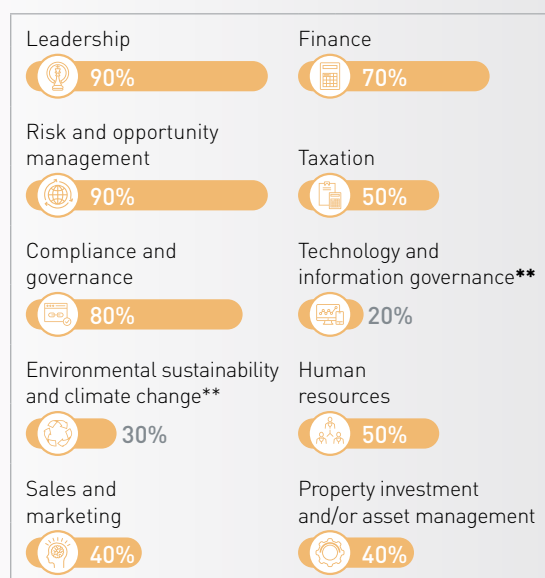 Leadership
90%
Finance
70%
Risk and opportunity
management
90%
Taxation
50%
Compliance and
governance
80%
Technology and
information governance**
20%
Environmental sustainability
and climate change**
30%
Human
resources
50%
Sales and
marketing
40%
Property investment
and/or asset management
40%